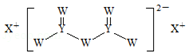 W W 2−
X⁺ [ Y Y ] X⁺
W W W